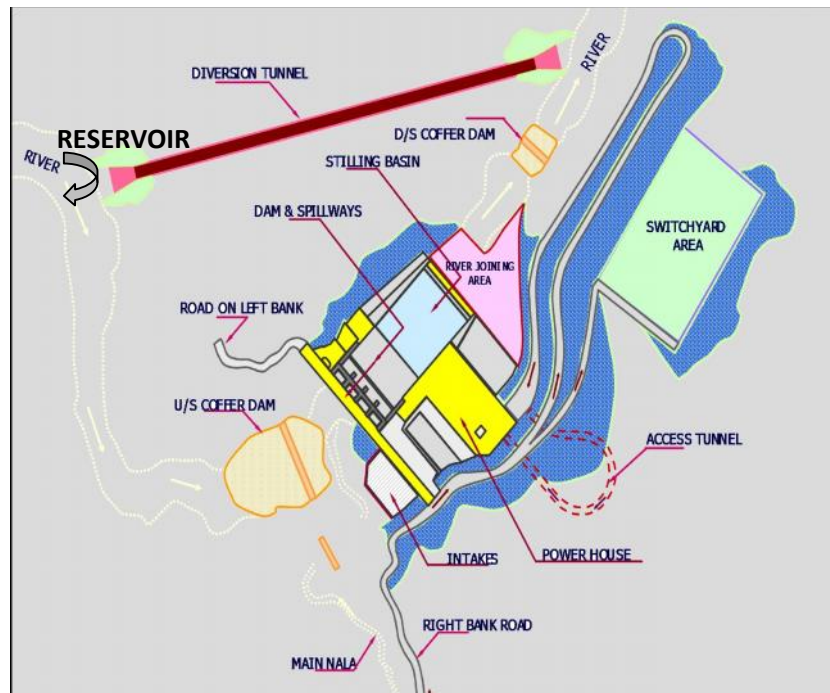 RIVER
DIVERSION TUNNEL
RESERVOIR
RIVER
D/S COFFER DAM
STILLING BASIN
DAM & SPILLWAYS
SWITCHYARD
AREA
RIVER JOINING
AREA
ROAD ON LEFT BANK
U/S COFFER DAM
ACCESS TUNNEL
INTAKES
POWER HOUSE
RIGHT BANK ROAD
MAIN NALA